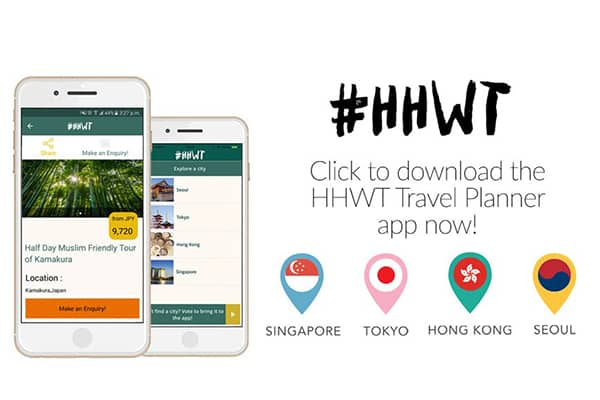 #HHWT
Share
Make an Enquiry!
from JPY
9,720
Half Day Muslim Friendly Tour
of Kamakura
Location :
Kamakura,Japan
Make an Enquiry!
#HHWT
Explore a city
Seoul
Tokyo
Hong Kong
Singapore
t find a city? Vote to bring it to
the app!
#HHWT
Click to download the
HHWT Travel Planner
app now!
SINGAPORE
TOKYO
HONG KONG
SEOUL